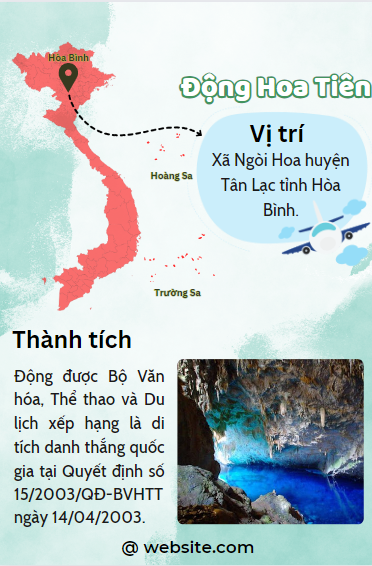 Hòa Bình
Động Hoa Tiên
Vị trí
Xã Ngòi Hoa huyện
Tân Lạc tỉnh Hòa
Bình.
Hoàng Sa
Trường Sa
Thành tích
Động được Bộ Văn
hóa, Thể thao và Du
lịch xếp hạng là di
tích danh thắng quốc
gia tại Quyết định số
15/2003/QĐ-BVHTT
ngày 14/04/2003.
@ website.com